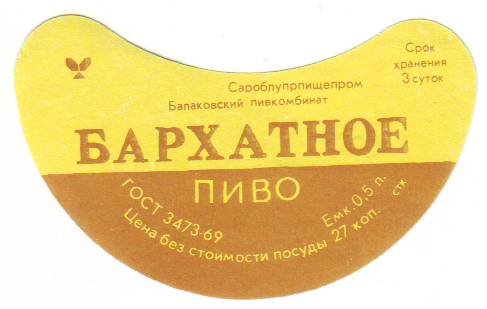 Срок
хранения
3 суток
Сароблупрпищепром
Балаковский пивкомбинат
БАРХАТНОЕ
ПИВО
ГОСТ 3473-69
Емк. 0,5 л.
Цена без стоимости посуды 27 коп. стк